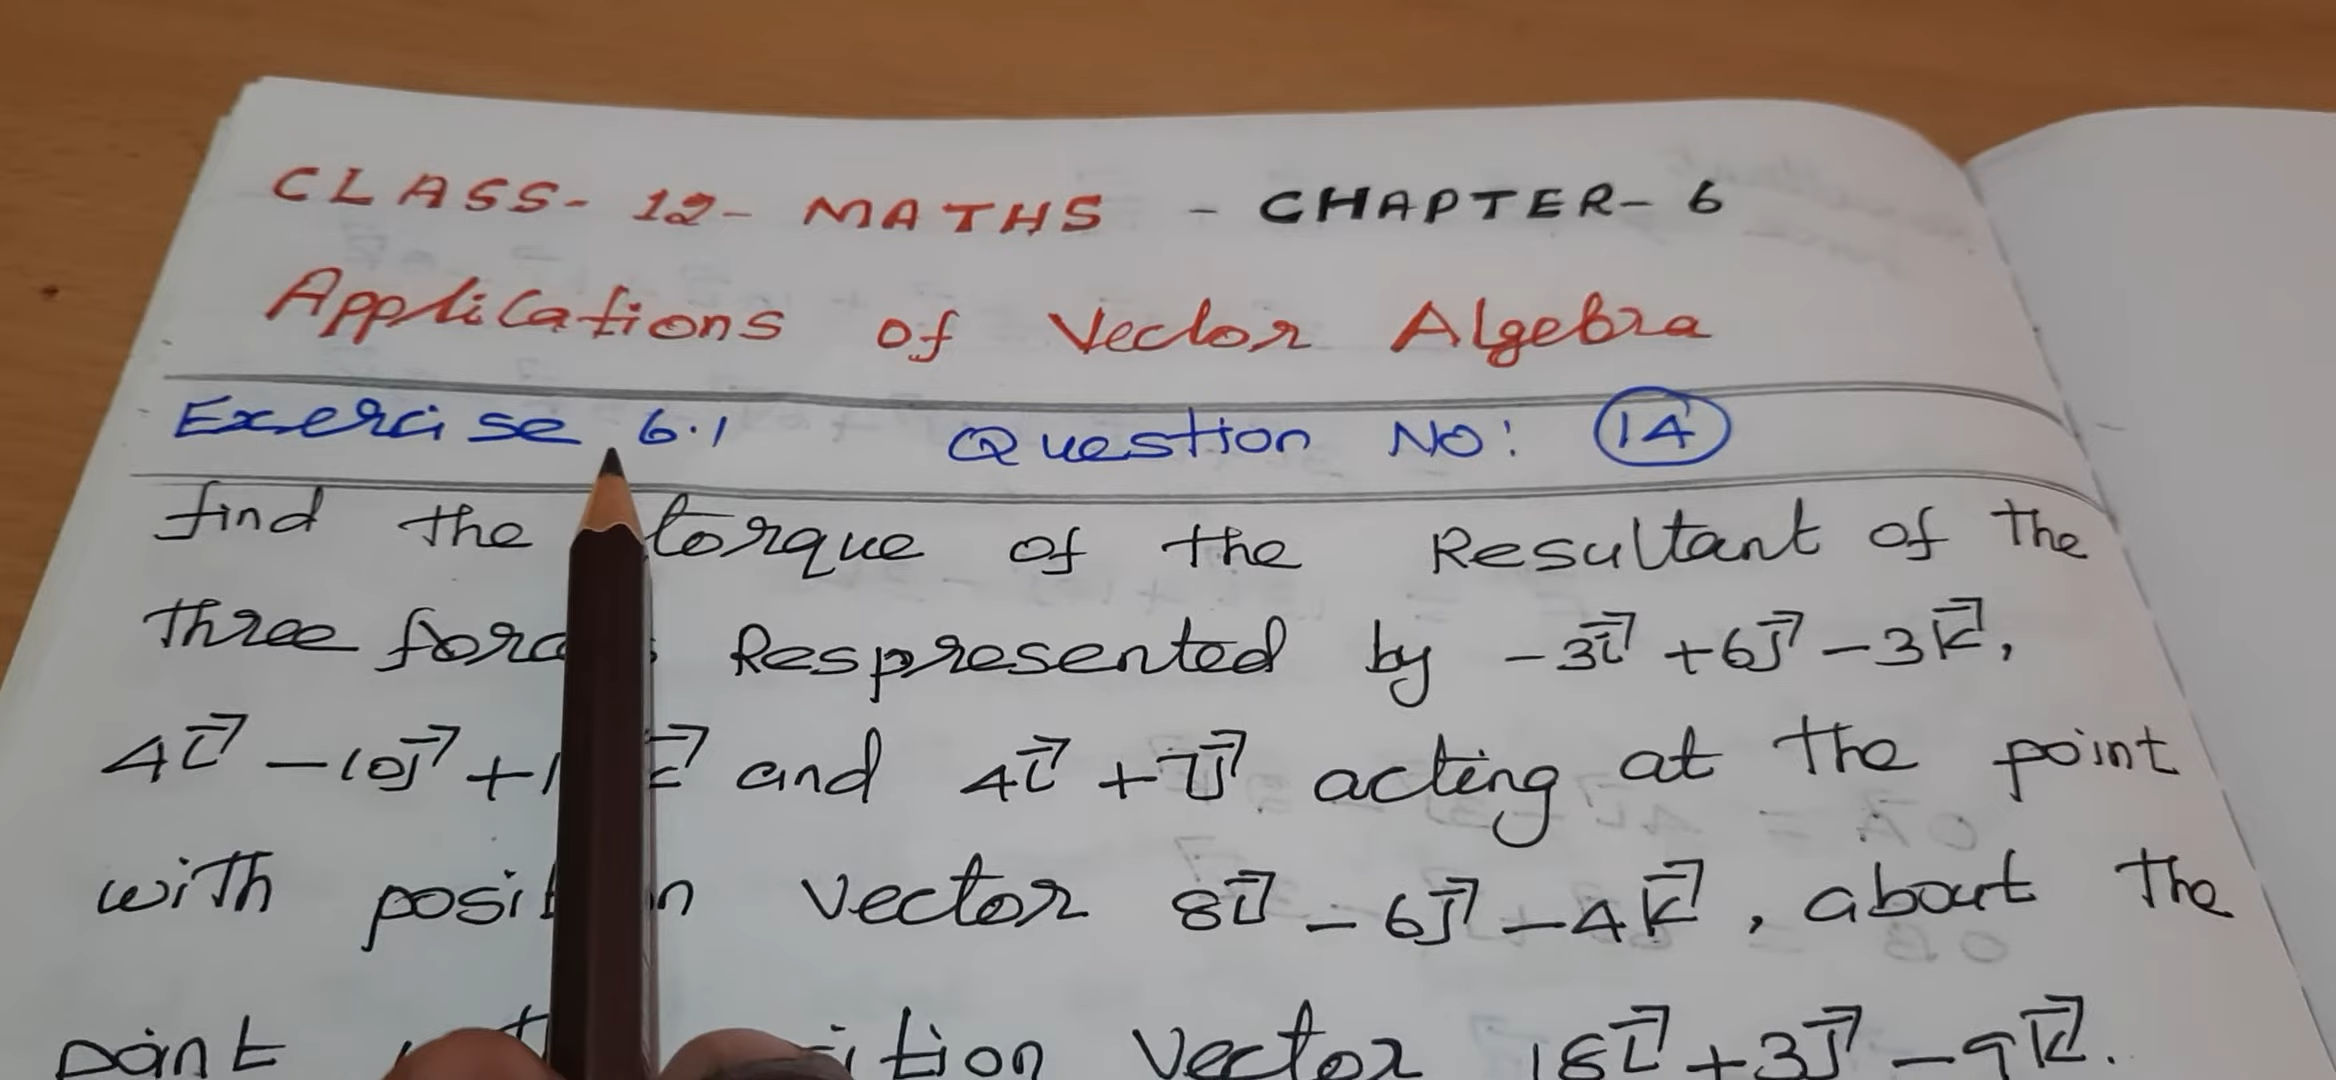 CLASS- 12- MATHS - CHAPTER- 6
Applications of Vector Algebra
Exercise 6.1 Question NO: 14
find the torque of the Resultant of the
three Respresented by -3i⃗ +6j⃗ -3k⃗,
4i⃗ -10j⃗ + and 4i⃗ +7j⃗ acting at the point
with vector 8i⃗ - 6j⃗ -4k⃗, about the
point vector 18i⃗ +3j⃗ -9k⃗.